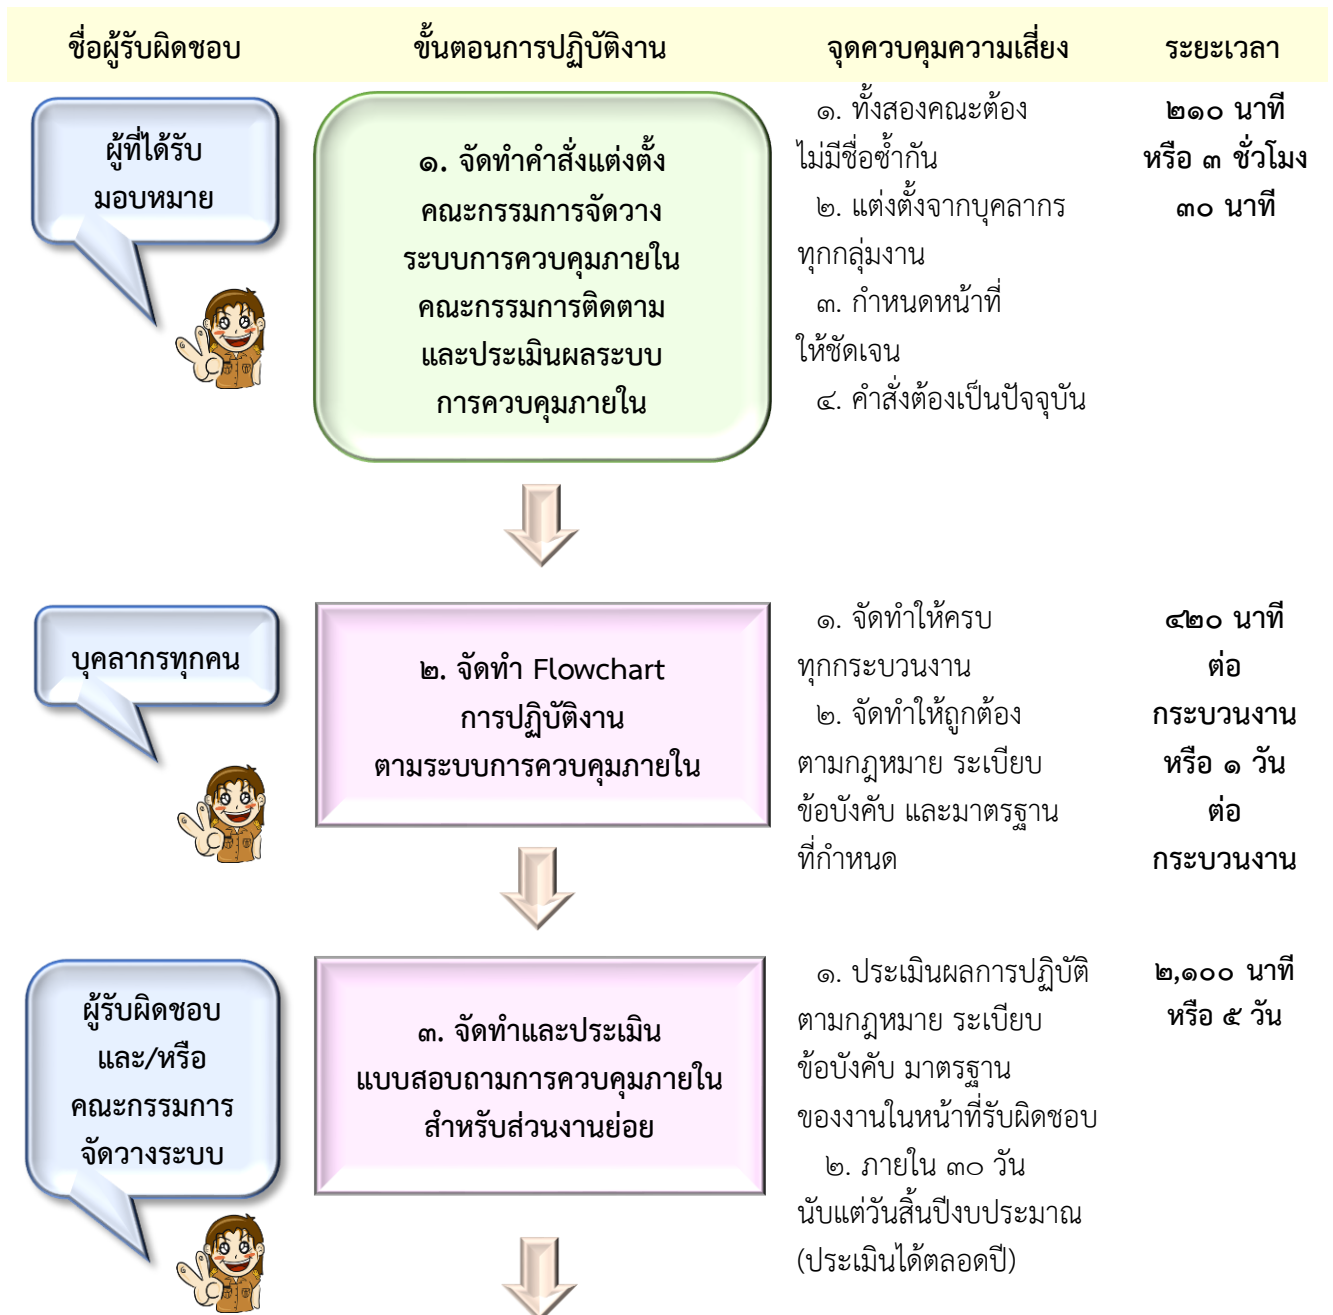 ชื่อผู้รับผิดชอบ
ขั้นตอนการปฏิบัติงาน
จุดควบคุมความเสี่ยง
ระยะเวลา
ผู้ที่ได้รับ
มอบหมาย
๑. จัดทำคำสั่งแต่งตั้ง
คณะกรรมการจัดวาง
ระบบการควบคุมภายใน
คณะกรรมการติดตาม
และประเมินผลระบบ
การควบคุมภายใน
๑. ทั้งสองคณะต้อง
ไม่มีชื่อซ้ำกัน
๒. แต่งตั้งจากบุคลากร
ทุกกลุ่มงาน
๓. กำหนดหน้าที่
ให้ชัดเจน
๔. คำสั่งต้องเป็นปัจจุบัน
๒๑๐ นาที
หรือ ๓ ชั่วโมง
๓๐ นาที
บุคลากรทุกคน
๒. จัดทำ Flowchart
การปฏิบัติงาน
ตามระบบการควบคุมภายใน
๑. จัดทำให้ครบ
ทุกกระบวนงาน
๒. จัดทำให้ถูกต้อง
ตามกฎหมาย ระเบียบ
ข้อบังคับ และมาตรฐาน
ที่กำหนด
๔๒๐ นาที
ต่อ
กระบวนงาน
หรือ ๑ วัน
ต่อ
กระบวนงาน
ผู้รับผิดชอบ
และ/หรือ
คณะกรรมการ
จัดวางระบบ
๓. จัดทำและประเมิน
แบบสอบถามการควบคุมภายใน
สำหรับส่วนงานย่อย
๑. ประเมินผลการปฏิบัติ
ตามกฎหมาย ระเบียบ
ข้อบังคับ มาตรฐาน
ของงานในหน้าที่รับผิดชอบ
๒. ภายใน ๓๐ วัน
นับแต่วันสิ้นปีงบประมาณ
(ประเมินได้ตลอดปี)
๒,๑๐๐ นาที
หรือ ๕ วัน